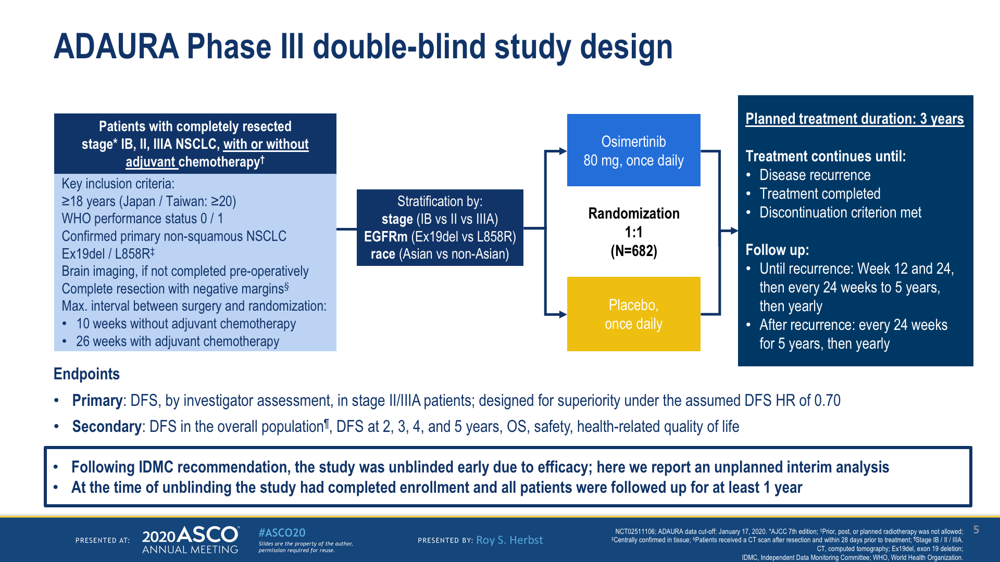 ADAURA Phase III double-blind study design
Patients with completely resected
stage* IB, II, IIIA NSCLC, with or without
adjuvant chemotherapy†
Key inclusion criteria:
≥18 years (Japan / Taiwan: ≥20)
WHO performance status 0 / 1
Confirmed primary non-squamous NSCLC
Ex19del / L858R‡
Brain imaging, if not completed pre-operatively
Complete resection with negative margins§
Max. interval between surgery and randomization:
• 10 weeks without adjuvant chemotherapy
• 26 weeks with adjuvant chemotherapy
Stratification by:
stage (IB vs II vs IIIA)
EGFRm (Ex19del vs L858R)
race (Asian vs non-Asian)
Osimertinib
80 mg, once daily
Randomization
1:1
(N=682)
Placebo,
once daily
Planned treatment duration: 3 years
Treatment continues until:
• Disease recurrence
• Treatment completed
• Discontinuation criterion met
Follow up:
• Until recurrence: Week 12 and 24,
then every 24 weeks to 5 years,
then yearly
• After recurrence: every 24 weeks
for 5 years, then yearly
Endpoints
• Primary: DFS, by investigator assessment, in stage II/IIIA patients; designed for superiority under the assumed DFS HR of 0.70
• Secondary: DFS in the overall population¶, DFS at 2, 3, 4, and 5 years, OS, safety, health-related quality of life
• Following IDMC recommendation, the study was unblinded early due to efficacy; here we report an unplanned interim analysis
• At the time of unblinding the study had completed enrollment and all patients were followed up for at least 1 year
PRESENTED AT:
2020 ASCO®
ANNUAL MEETING
#ASCO20
Slides are the property of the author,
permission required for reuse.
PRESENTED BY: Roy S. Herbst
NCT02511106; ADAURA data cut-off: January 17, 2020. *AJCC 7th edition; †Prior, post, or planned radiotherapy was not allowed;
‡Centrally confirmed in tissue; §Patients received a CT scan after resection and within 28 days prior to treatment; ¶Stage IB / II / IIIA.
CT, computed tomography; Ex19del, exon 19 deletion;
IDMC, Independent Data Monitoring Committee; WHO, World Health Organization.
5